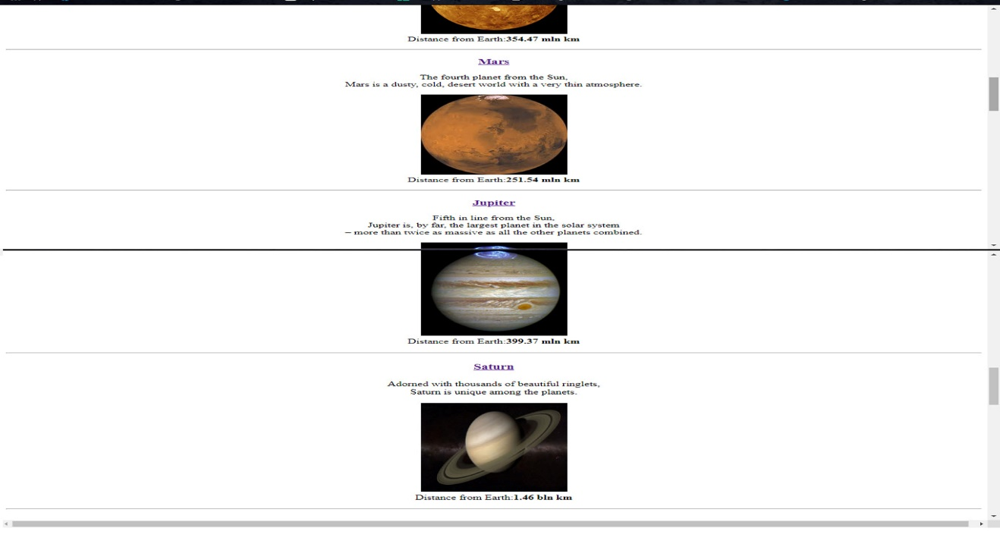 Distance from Earth:354.47 mln km
Mars
The fourth planet from the Sun,
Mars is a dusty, cold, desert world with a very thin atmosphere.
Distance from Earth:251.54 mln km
Jupiter
Fifth in line from the Sun,
Jupiter is, by far, the largest planet in the solar system
– more than twice as massive as all the other planets combined.
Distance from Earth:399.37 mln km
Saturn
Adorned with thousands of beautiful ringlets,
Saturn is unique among the planets.
Distance from Earth:1.46 bln km